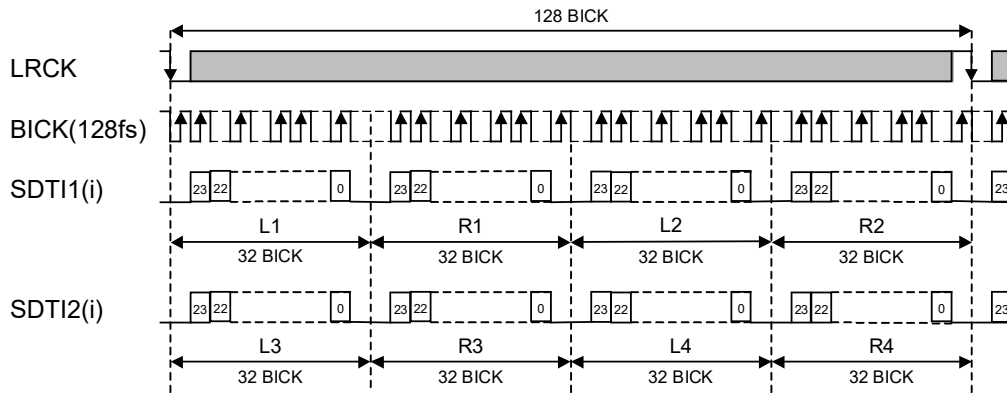 128 BICK
LRCK
BICK(128fs)
SDTI1(i)
23 22 0 23 22 0 23 22 0 23 22 0 23
L1 R1 L2 R2
32 BICK 32 BICK 32 BICK 32 BICK
SDTI2(i)
23 22 0 23 22 0 23 22 0 23 22 0 23
L3 R3 L4 R4
32 BICK 32 BICK 32 BICK 32 BICK